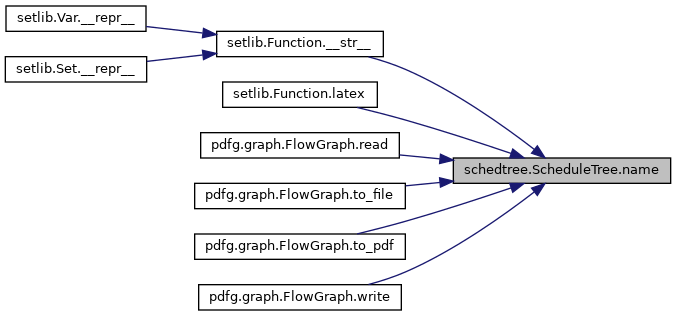 setlib.Var.__repr__
setlib.Set.__repr__
setlib.Function.__str__
setlib.Function.latex
pdfg.graph.FlowGraph.read
pdfg.graph.FlowGraph.to_file
pdfg.graph.FlowGraph.to_pdf
pdfg.graph.FlowGraph.write
schedtree.ScheduleTree.name